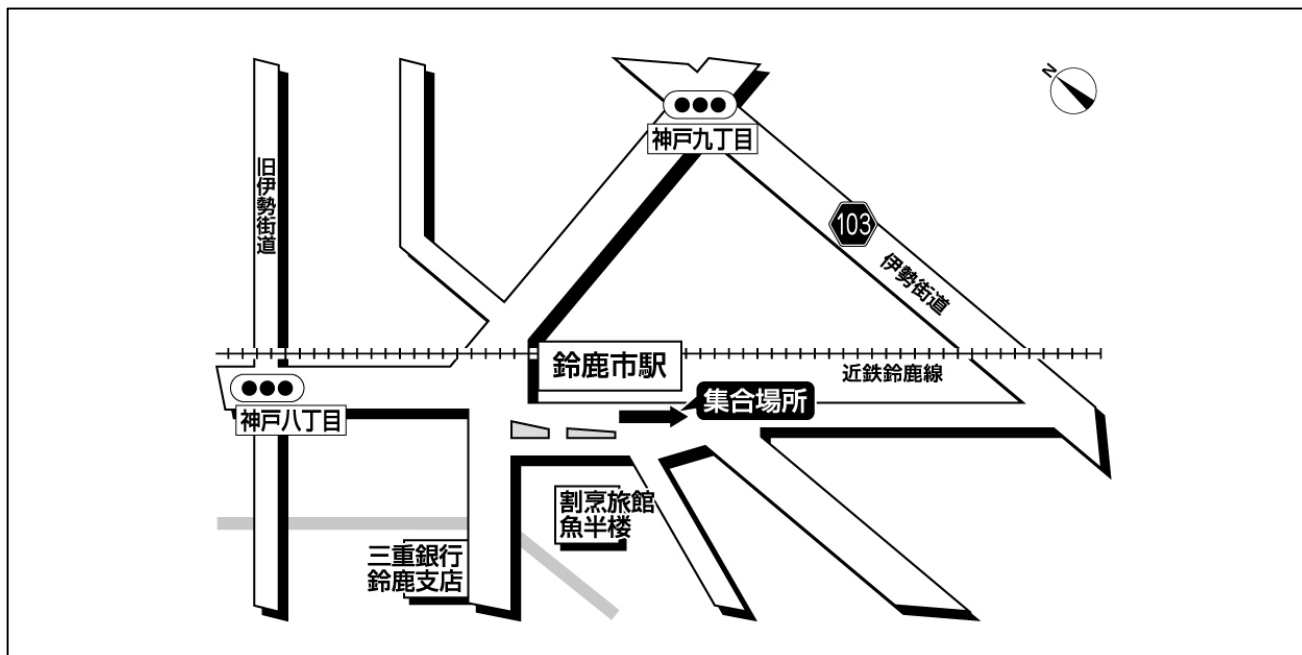 N
神戸九丁目
旧伊勢街道
103
伊勢街道
鈴鹿市駅
近鉄鈴鹿線
集合場所
神戸八丁目
割烹旅館
魚半楼
三重銀行
鈴鹿支店